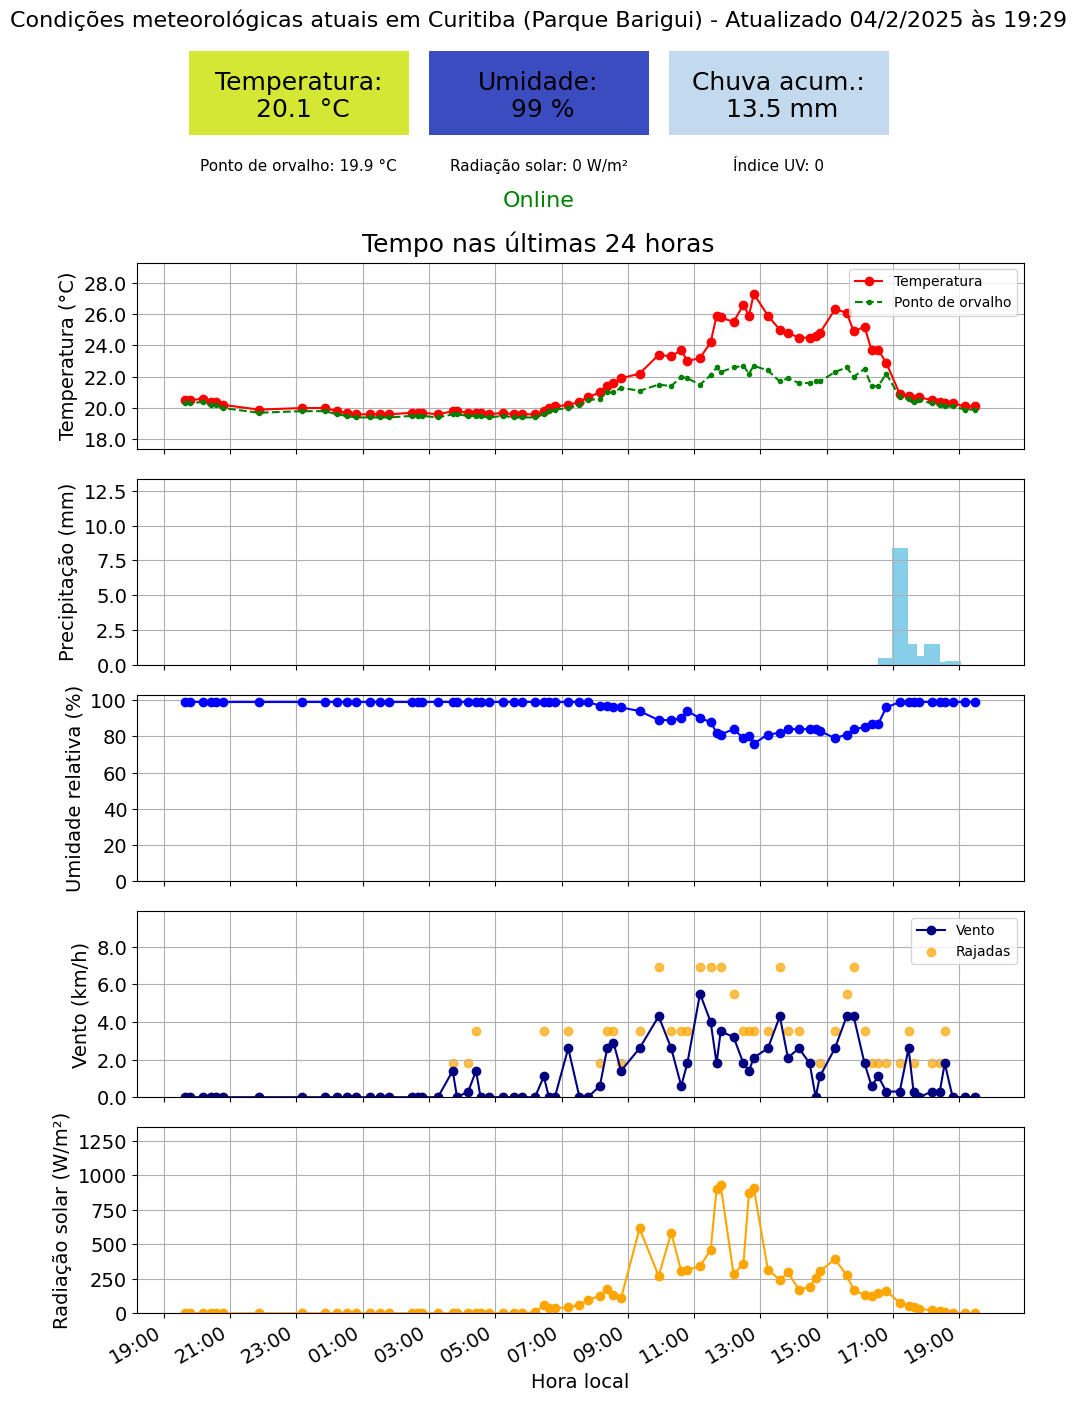 Condições meteorológicas atuais em Curitiba (Parque Barigui) - Atualizado 04/2/2025 às 19:29
Temperatura:
20.1 °C
Umidade:
99 %
Chuva acum.:
13.5 mm
Ponto de orvalho: 19.9 °C
Radiação solar: 0 W/m²
Índice UV: 0
Online
Tempo nas últimas 24 horas
Temperatura (°C)
28.0
26.0
24.0
22.0
20.0
18.0
Temperatura
Ponto de orvalho
Precipitação (mm)
12.5
10.0
7.5
5.0
2.5
0.0
Umidade relativa (%)
100
80
60
40
20
0
Vento (km/h)
8.0
6.0
4.0
2.0
0.0
Vento
Rajadas
Radiação solar (W/m²)
1250
1000
750
500
250
0
19:00
21:00
23:00
01:00
03:00
05:00
07:00
09:00
11:00
13:00
15:00
17:00
19:00
Hora local